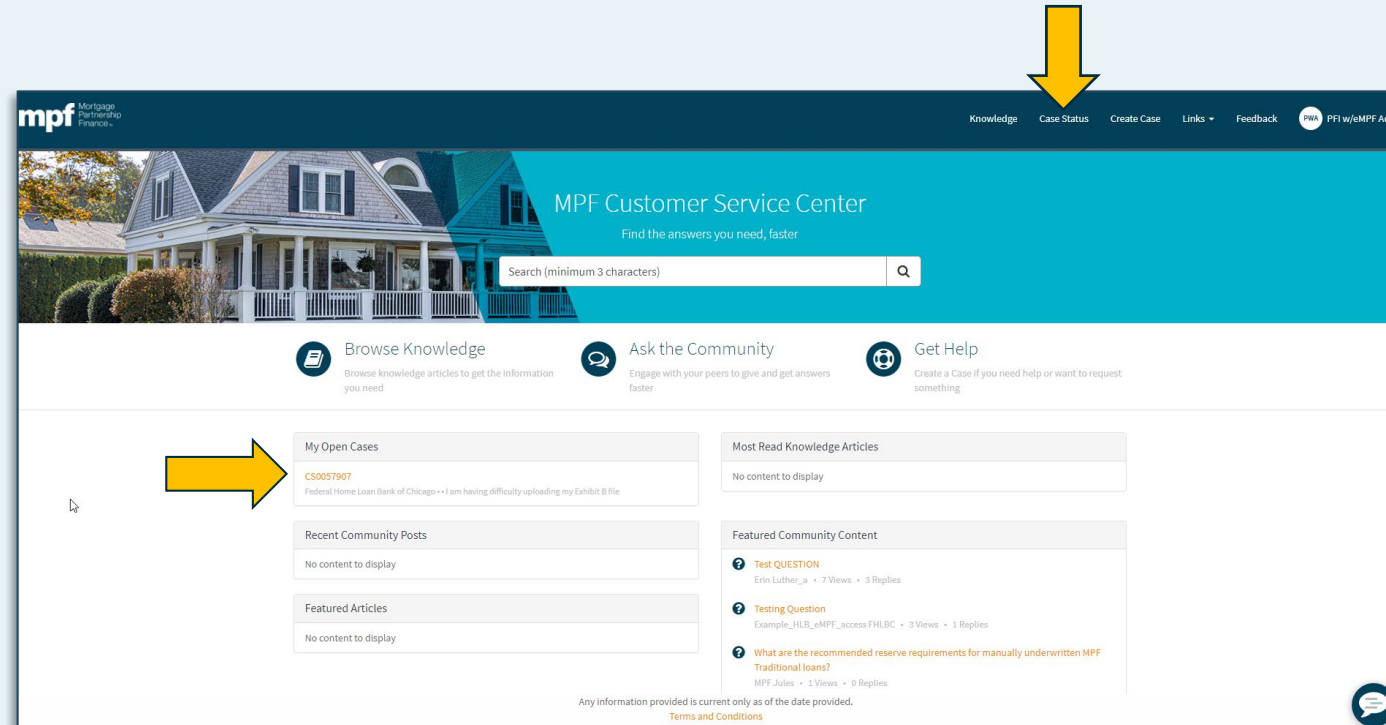 mpf Mortgage
Partnership
Finance
Knowledge Case Status Create Case Links Feedback PWA PFI w/eMPF Ac
MPF Customer Service Center
Find the answers you need, faster
Search (minimum 3 characters)
Browse Knowledge
Browse knowledge articles to get the information
you need
Ask the Community
Engage with your peers to give and get answers
faster
Get Help
Create a Case if you need help or want to request
something
My Open Cases
CS0057907
Federal Home Loan Bank of Chicago • • I am having difficulty uploading my Exhibit B file
Most Read Knowledge Articles
No content to display
Recent Community Posts
No content to display
Featured Articles
No content to display
Featured Community Content
Test QUESTION
Erin Luther_a • 7 Views • 3 Replies
Testing Question
Example_HLB_eMPF_access FHLBC • 3 Views • 1 Replies
What are the recommended reserve requirements for manually underwritten MPF
Traditional loans?
MPF Jules • 1 Views • 0 Replies
Any information provided is current only as of the date provided.
Terms and Conditions